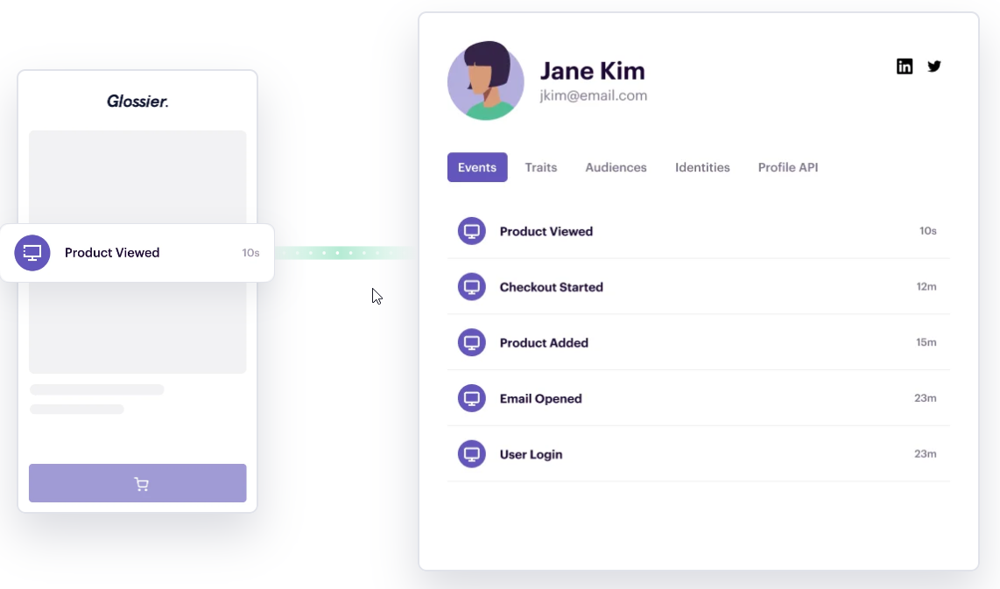 Glossier.
Product Viewed 10s
Jane Kim
jkim@email.com
in
Events Traits Audiences Identities Profile API
Product Viewed 10s
Checkout Started 12m
Product Added 15m
Email Opened 23m
User Login 23m